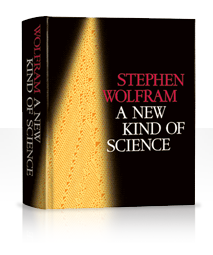 STEPHEN
WOLFRAM
A NEW
KIND OF
SCIENCE
WOLFRAM A NEW
KIND OF SCIENCE